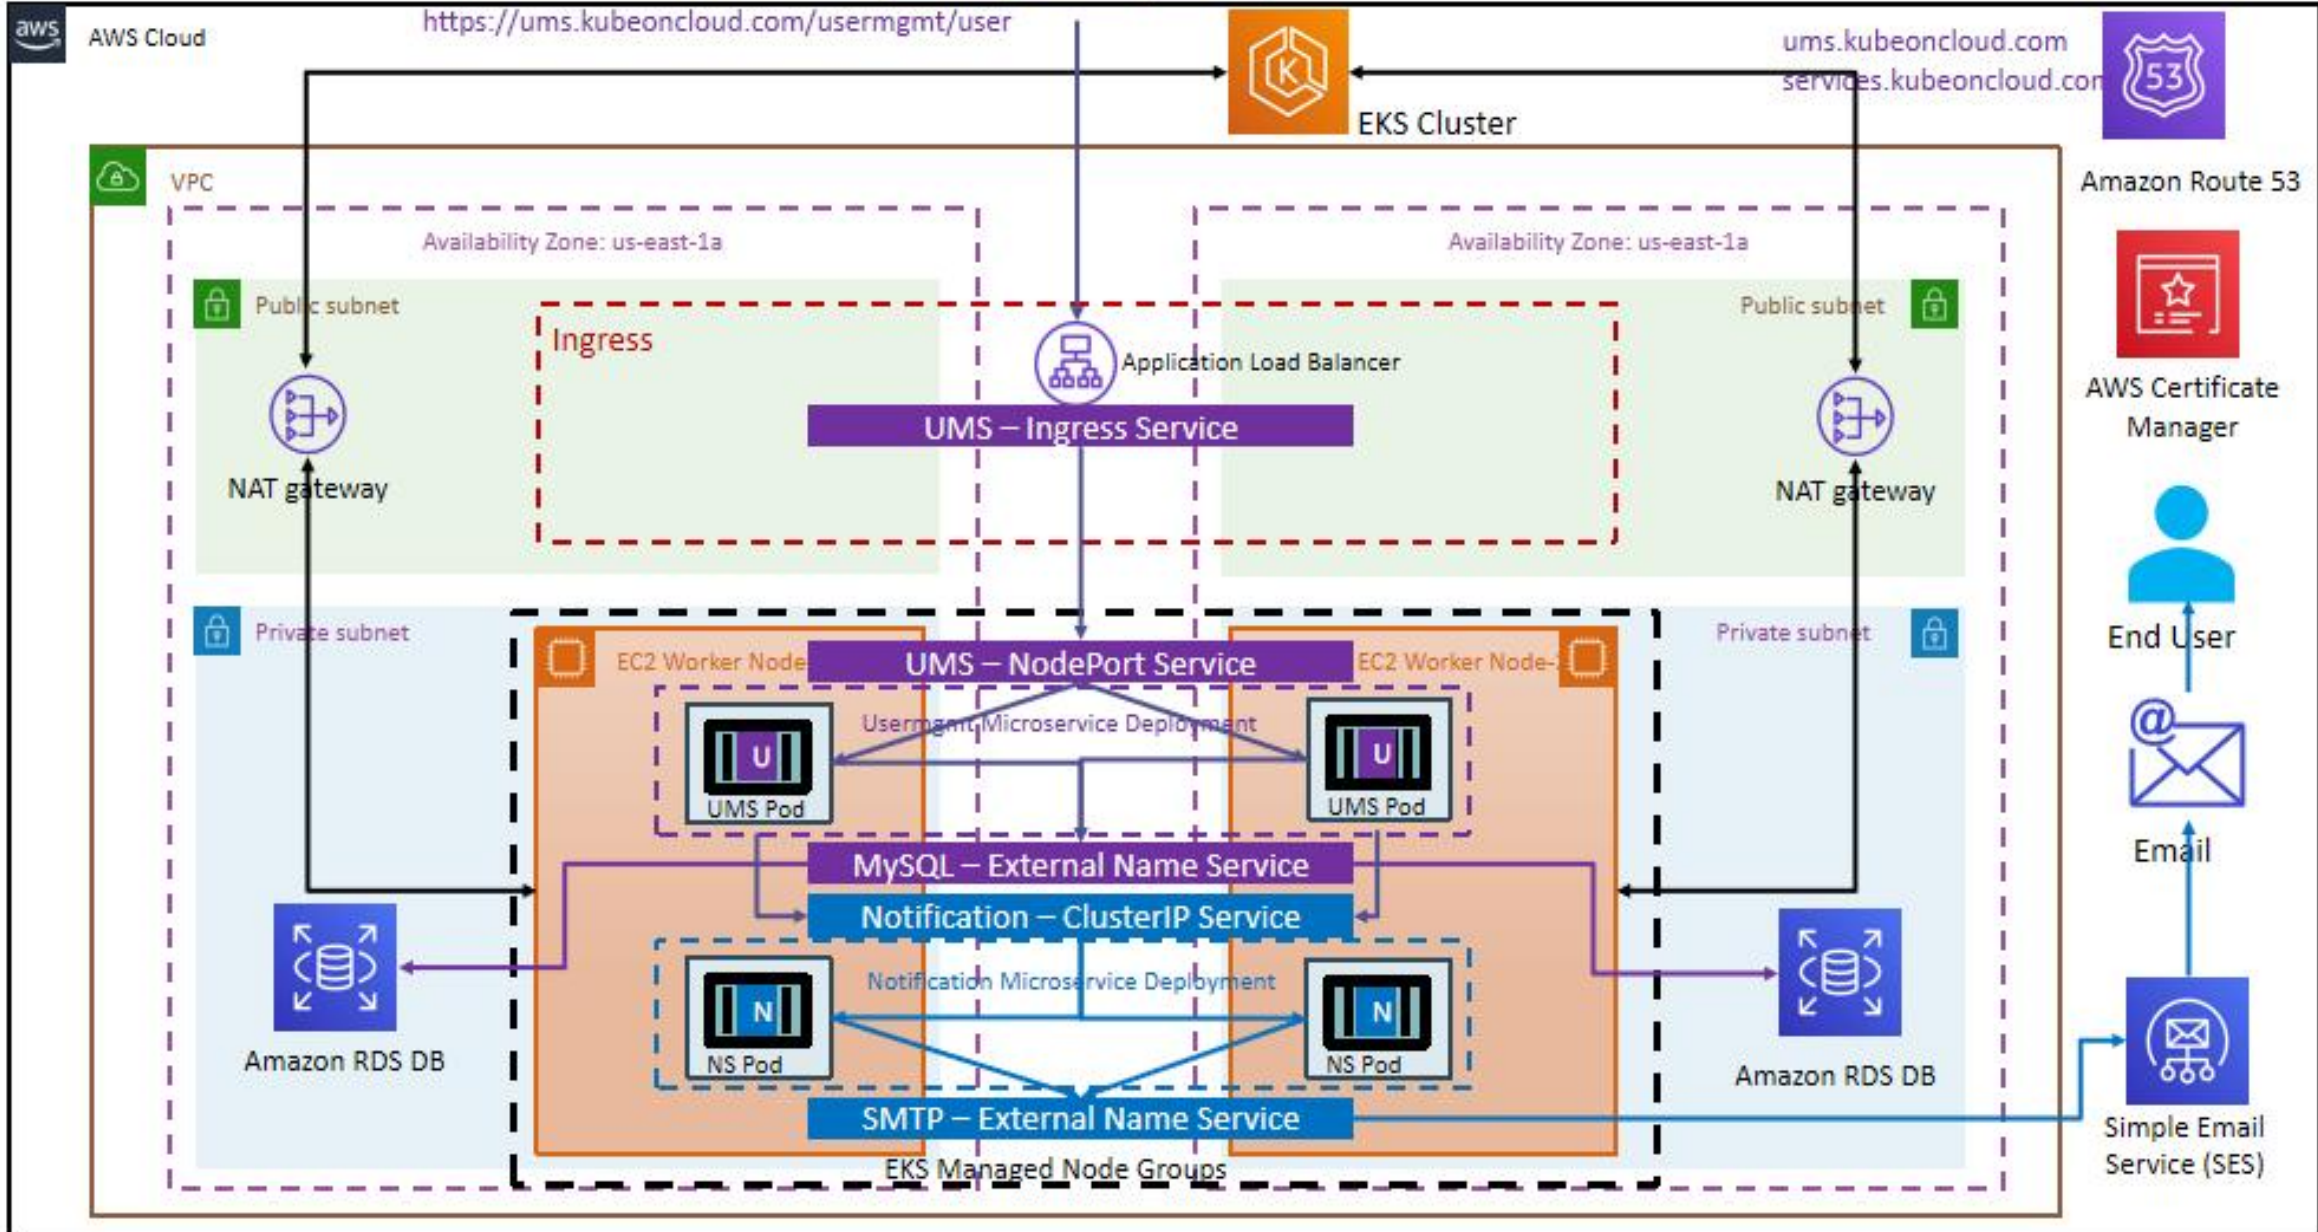 aws
AWS Cloud
https://ums.kubeoncloud.com/usermgmt/user
K
EKS Cluster
ums.kubeoncloud.com
services.kubeoncloud.com
53
Amazon Route 53
VPC
Availability Zone: us-east-1a
Availability Zone: us-east-1a
Public subnet
Public subnet
Ingress
Application Load Balancer
AWS Certificate
Manager
UMS – Ingress Service
NAT gateway
NAT gateway
Private subnet
Private subnet
End User
EC2 Worker Node
UMS – NodePort Service
EC2 Worker Node-
Usermgmt Microservice Deployment
U
U
UMS Pod
UMS Pod
@
Email
MySQL – External Name Service
Notification – ClusterIP Service
Notification Microservice Deployment
N
N
NS Pod
NS Pod
Amazon RDS DB
Amazon RDS DB
SMTP – External Name Service
Simple Email
Service (SES)
EKS Managed Node Groups